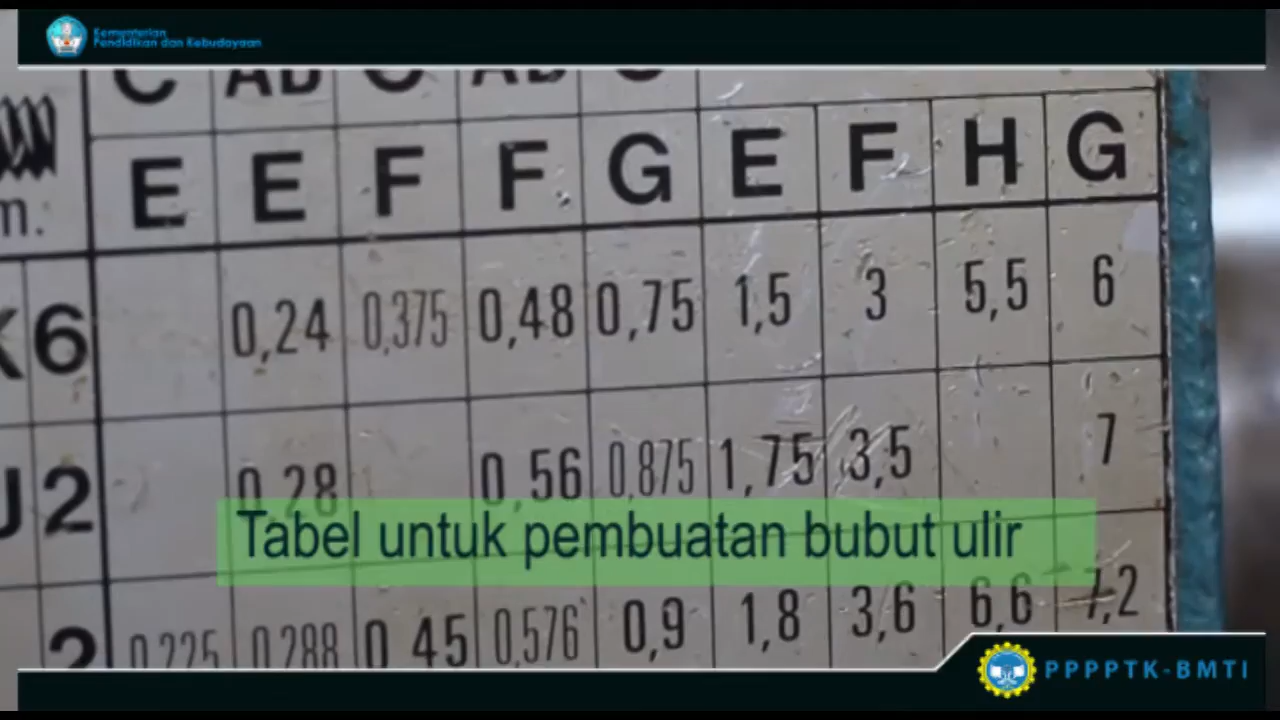 Kementerian
Pendidikan dan Kebudayaan
C AB C AB C
E E F F G E F H G
m.
K 6 0,24 0,375 0,48 0,75 1,5 3 5,5 6
J 2 0,28 0,56 0,875 1,75 3,5 7
Tabel untuk pembuatan bubut ulir
2 0,225 0,288 0,45 0,576 0,9 1,8 3,6 6,6 7,2
PPPPTK-BMTI